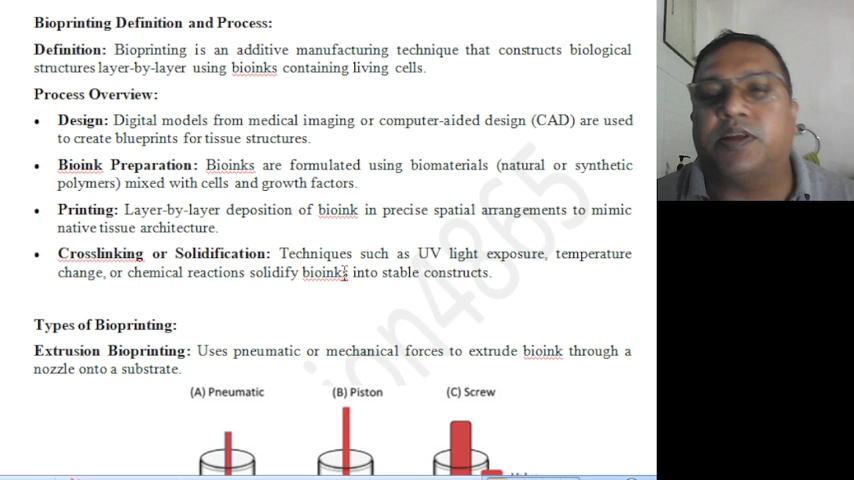 Bioprinting Definition and Process:
Definition: Bioprinting is an additive manufacturing technique that constructs biological
structures layer-by-layer using bioinks containing living cells.
Process Overview:
• Design: Digital models from medical imaging or computer-aided design (CAD) are used
to create blueprints for tissue structures.
• Bioink Preparation: Bioinks are formulated using biomaterials (natural or synthetic
polymers) mixed with cells and growth factors.
• Printing: Layer-by-layer deposition of bioink in precise spatial arrangements to mimic
native tissue architecture.
• Crosslinking or Solidification: Techniques such as UV light exposure, temperature
change, or chemical reactions solidify bioinks into stable constructs.
Types of Bioprinting:
Extrusion Bioprinting: Uses pneumatic or mechanical forces to extrude bioink through a
nozzle onto a substrate.
(A) Pneumatic (B) Piston (C) Screw